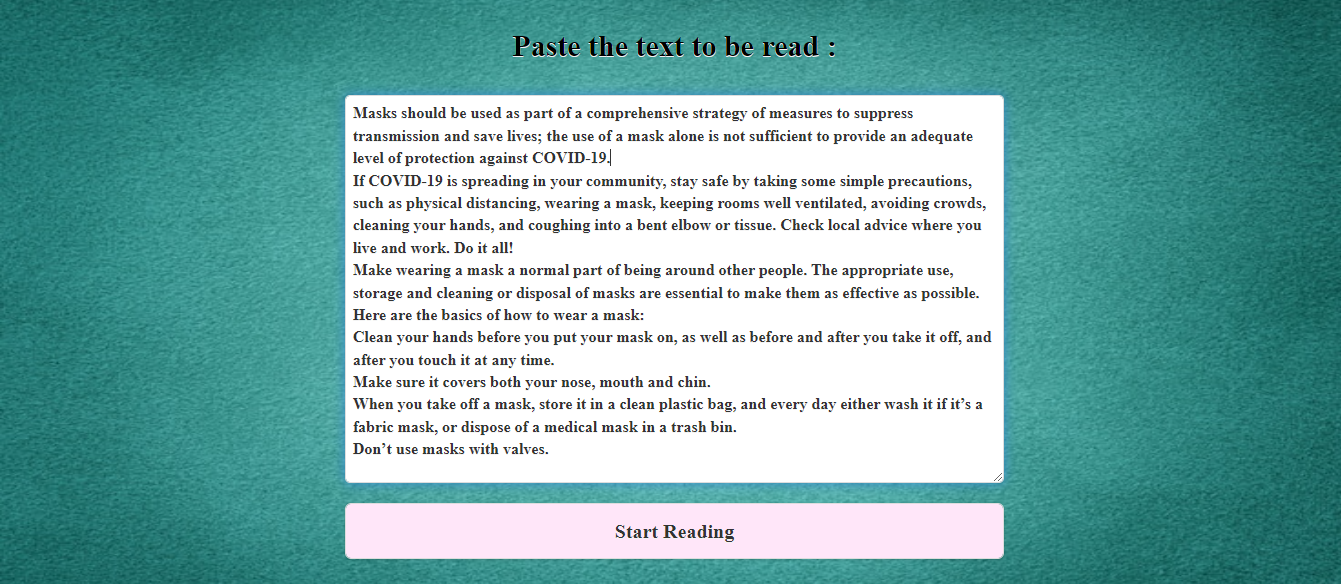 Paste the text to be read :
Masks should be used as part of a comprehensive strategy of measures to suppress
transmission and save lives; the use of a mask alone is not sufficient to provide an adequate
level of protection against COVID-19.
If COVID-19 is spreading in your community, stay safe by taking some simple precautions,
such as physical distancing, wearing a mask, keeping rooms well ventilated, avoiding crowds,
cleaning your hands, and coughing into a bent elbow or tissue. Check local advice where you
live and work. Do it all!
Make wearing a mask a normal part of being around other people. The appropriate use,
storage and cleaning or disposal of masks are essential to make them as effective as possible.
Here are the basics of how to wear a mask:
Clean your hands before you put your mask on, as well as before and after you take it off, and
after you touch it at any time.
Make sure it covers both your nose, mouth and chin.
When you take off a mask, store it in a clean plastic bag, and every day either wash it if it’s a
fabric mask, or dispose of a medical mask in a trash bin.
Don’t use masks with valves.
Start Reading